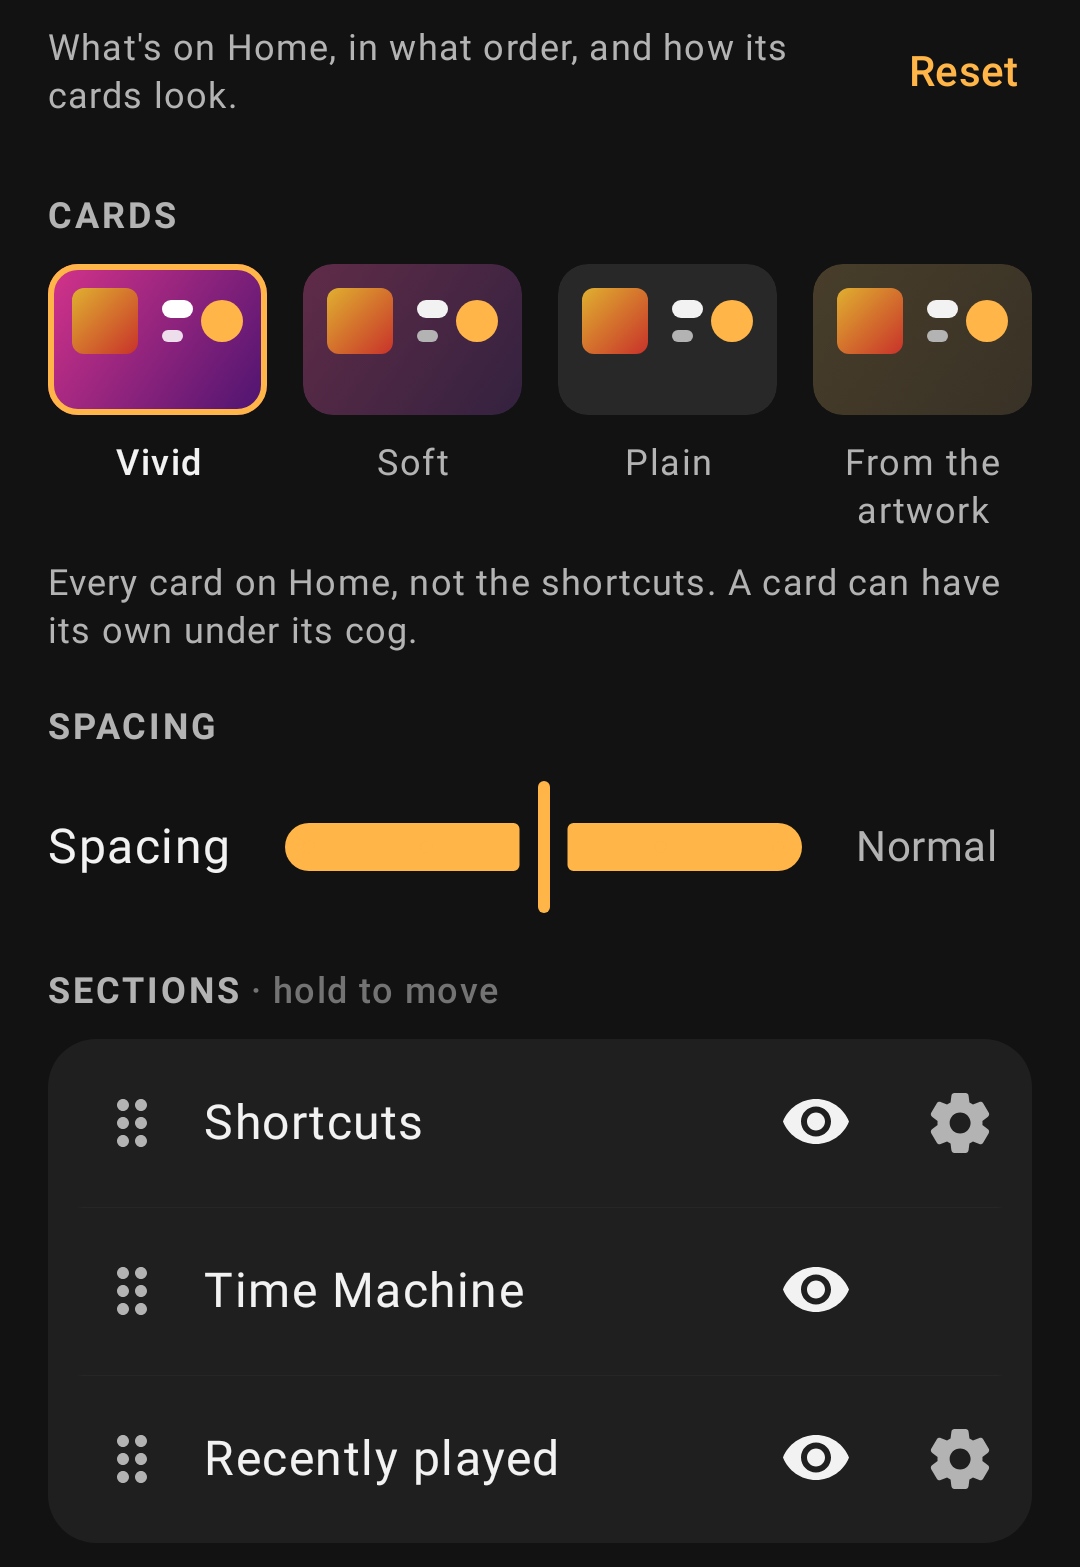 What's on Home, in what order, and how its
cards look.
Reset
CARDS
Vivid
Soft
Plain
From the
artwork
Every card on Home, not the shortcuts. A card can have
its own under its cog.
SPACING
Spacing
Normal
SECTIONS · hold to move
Shortcuts
Time Machine
Recently played